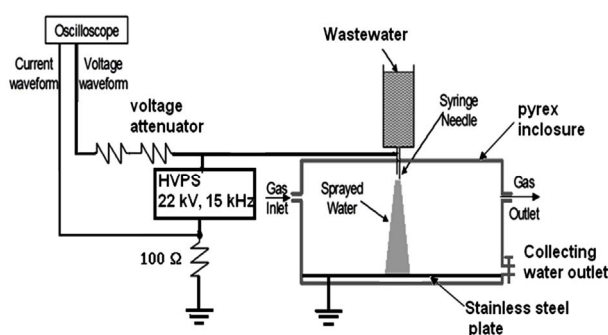 Oscilloscope
Current
waveform
Voltage
waveform
voltage
attenuator
HVPS
22 kV, 15 kHz
100 Ω
Wastewater
Syringe
Needle
pyrex
inclosure
Gas
Inlet
Sprayed
Water
Gas
Outlet
Collecting
water outlet
Stainless steel
plate